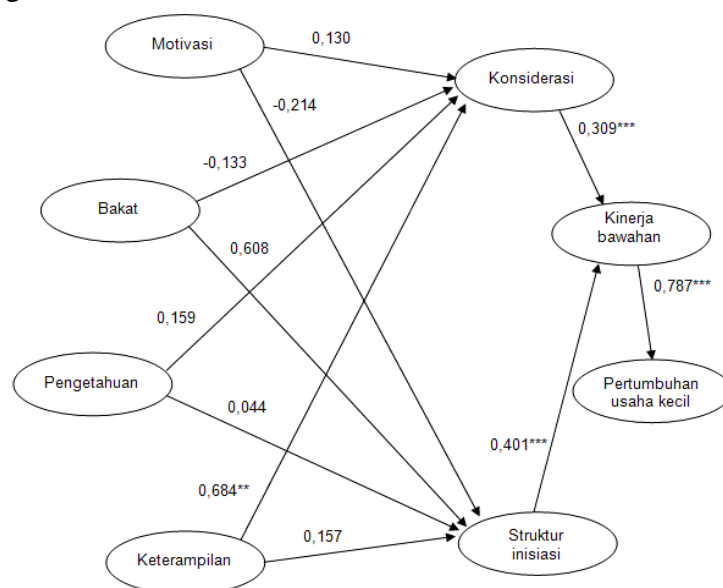 Motivasi
0,130
Konsiderasi
-0,214
0,309***
-0,133
Bakat
Kinerja
bawahan
0,608
0,787***
0,159
Pengetahuan
Pertumbuhan
usaha kecil
0,044
0,401***
0,684**
0,157
Struktur
inisiasi
Keterampilan